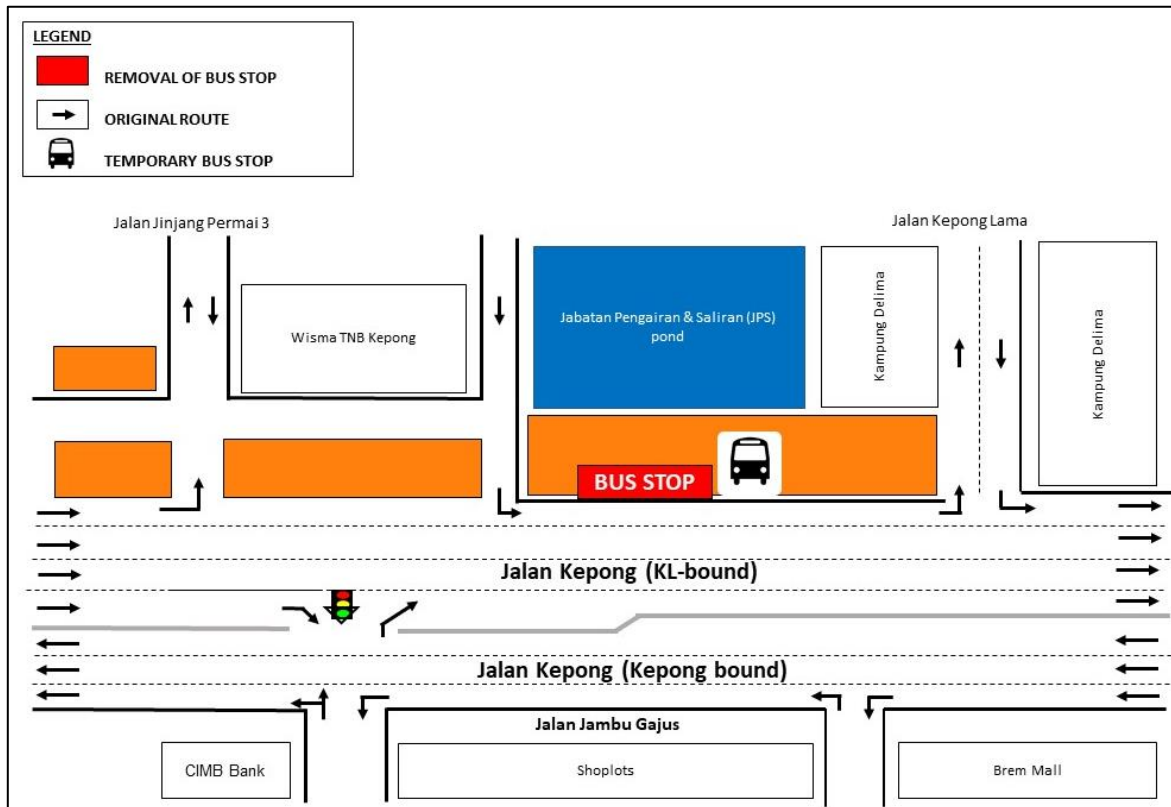 LEGEND
REMOVAL OF BUS STOP
ORIGINAL ROUTE
TEMPORARY BUS STOP
Jalan Jinjang Permai 3
Jalan Kepong Lama
Wisma TNB Kepong
Jabatan Pengairan & Saliran (JPS)
pond
Kampung Delima
Kampung Delima
BUS STOP
Jalan Kepong (KL-bound)
Jalan Kepong (Kepong bound)
Jalan Jambu Gajus
CIMB Bank
Shoplots
Brem Mall